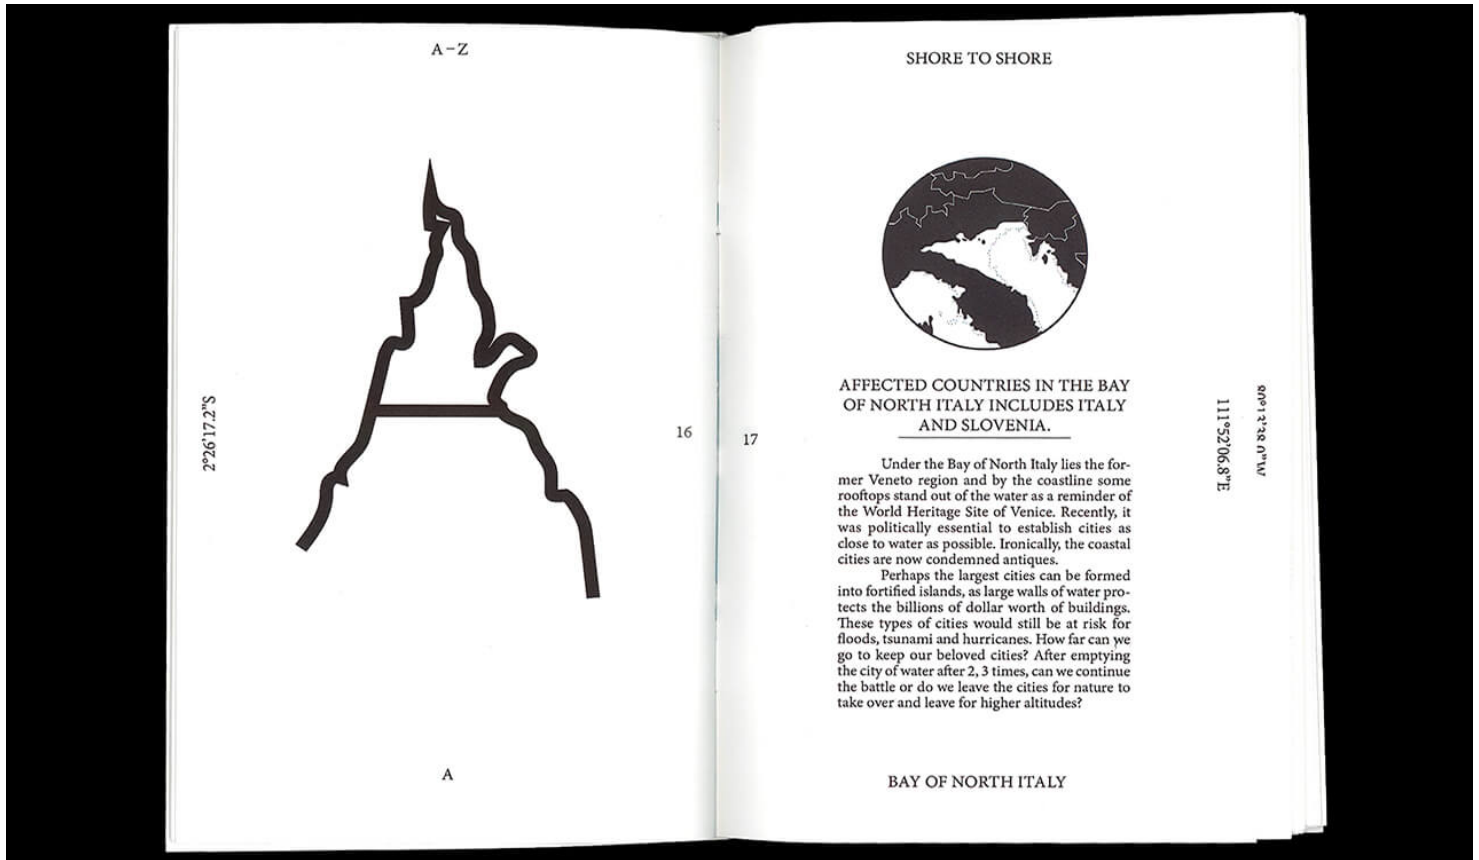 A–Z
2°26'17.2"S
16
A
SHORE TO SHORE
AFFECTED COUNTRIES IN THE BAY
OF NORTH ITALY INCLUDES ITALY
AND SLOVENIA.
Under the Bay of North Italy lies the for-
mer Veneto region and by the coastline some
rooftops stand out of the water as a reminder of
the World Heritage Site of Venice. Recently, it
was politically essential to establish cities as
close to water as possible. Ironically, the coastal
cities are now condemned antiques.
Perhaps the largest cities can be formed
into fortified islands, as large walls of water pro-
tects the billions of dollar worth of buildings.
These types of cities would still be at risk for
floods, tsunami and hurricanes. How far can we
go to keep our beloved cities? After emptying
the city of water after 2, 3 times, can we continue
the battle or do we leave the cities for nature to
take over and leave for higher altitudes?
17
111°52'06.8"E
BAY OF NORTH ITALY